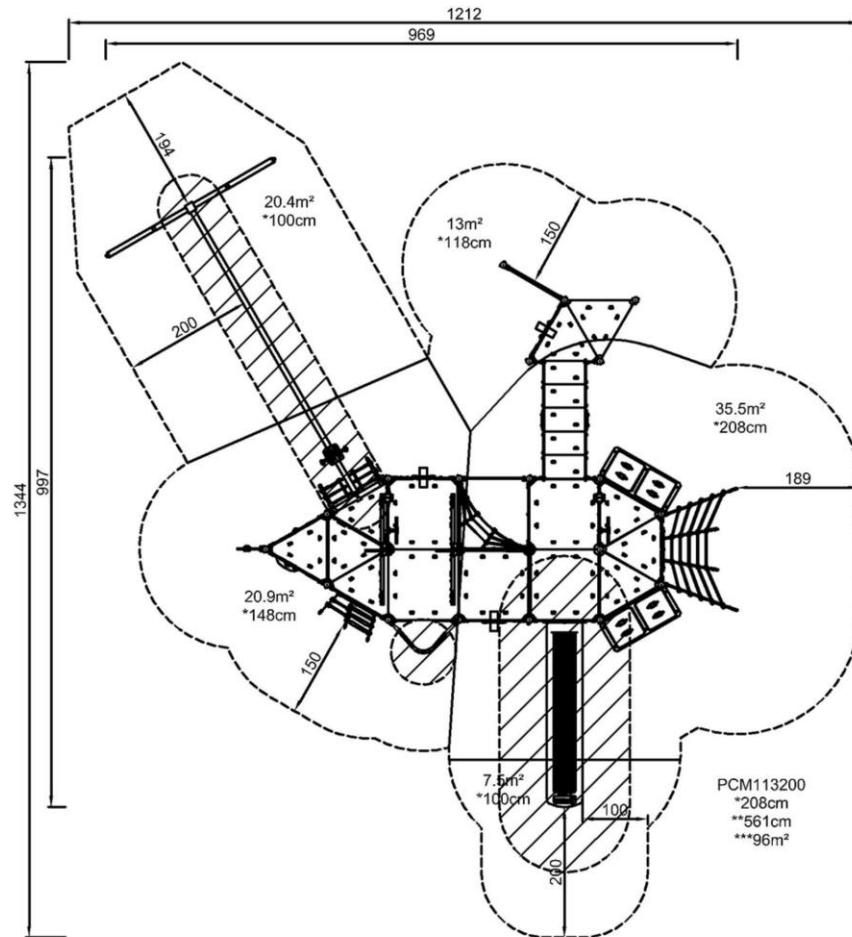 1212
969
194
20.4m²
*100cm
13m²
*118cm
150
200
35.5m²
*208cm
1344
997
189
20.9m²
*148cm
150
7.5m²
*100cm
100
200
PCM113200
*208cm
**561cm
***96m²